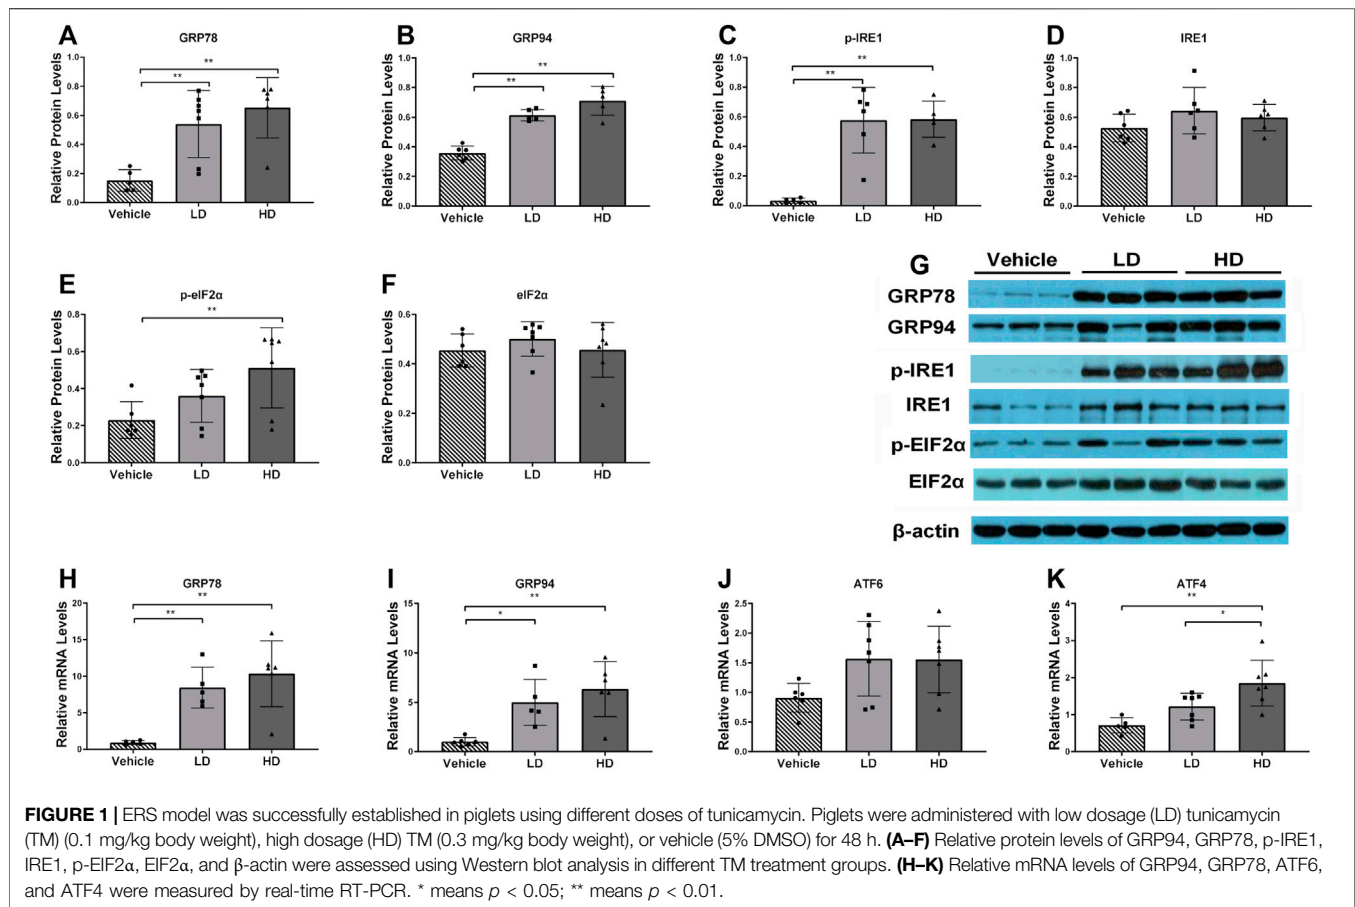 A
GRP78
Relative Protein Levels
1.0
0.8
0.6
0.4
0.2
0.0
**
**
Vehicle LD HD
B
GRP94
Relative Protein Levels
1.0
0.8
0.6
0.4
0.2
0.0
**
**
Vehicle LD HD
C
p-IRE1
Relative Protein Levels
1.0
0.8
0.6
0.4
0.2
0.0
**
**
Vehicle LD HD
D
IRE1
Relative Protein Levels
1.0
0.8
0.6
0.4
0.2
0.0
Vehicle LD HD
E
p-eIF2α
Relative Protein Levels
0.6
0.4
0.2
0.0
**
Vehicle LD HD
F
eIF2α
Relative Protein Levels
0.6
0.4
0.2
0.0
Vehicle LD HD
G
Vehicle LD HD
GRP78
GRP94
p-IRE1
IRE1
p-EIF2α
EIF2α
β-actin
H
GRP78
Relative mRNA Levels
20
15
10
5
0
**
**
Vehicle LD HD
I
GRP94
Relative mRNA Levels
15
10
5
0
**
*
Vehicle LD HD
J
ATF6
Relative mRNA Levels
2.5
2.0
1.5
1.0
0.5
0.0
Vehicle LD HD
K
ATF4
Relative mRNA Levels
4
3
2
1
0
**
*
Vehicle LD HD
FIGURE 1 | ERS model was successfully established in piglets using different doses of tunicamycin. Piglets were administered with low dosage (LD) tunicamycin
(TM) (0.1 mg/kg body weight), high dosage (HD) TM (0.3 mg/kg body weight), or vehicle (5% DMSO) for 48 h. (A–F) Relative protein levels of GRP94, GRP78, p-IRE1,
IRE1, p-EIF2α, EIF2α, and β-actin were assessed using Western blot analysis in different TM treatment groups. (H–K) Relative mRNA levels of GRP94, GRP78, ATF6,
and ATF4 were measured by real-time RT-PCR. * means p < 0.05; ** means p < 0.01.